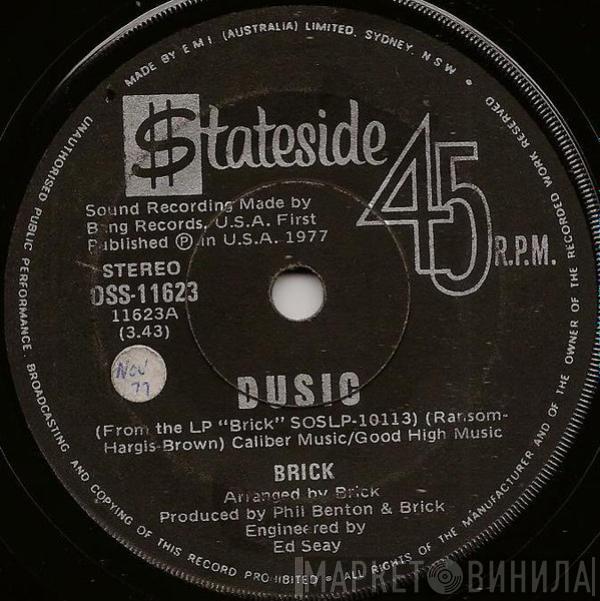 MADE BY E.M.I. (AUSTRALIA) LIMITED. SYDNEY. N.S.W
$tateside
45
R.P.M.
Sound Recording Made by
Bang Records, U.S.A. First
Published Ⓟ in U.S.A. 1977
STEREO
OSS-11623
11623A
(3.43)
NOV
77
DUSIC
(From the LP "Brick" SOSLP-10113) (Ransom-
Hargis-Brown) Caliber Music/Good High Music
BRICK
Arranged by Brick
Produced by Phil Benton & Brick
Engineered by
Ed Seay
UNAUTHORISED PUBLIC PERFORMANCE, BROADCASTING AND COPYING OF THIS RECORD PROHIBITED • ALL RIGHTS OF THE MANUFACTURER AND OF THE OWNER OF THE RECORDED WORK RESERVED
МАРКЕТ ВИНИЛА